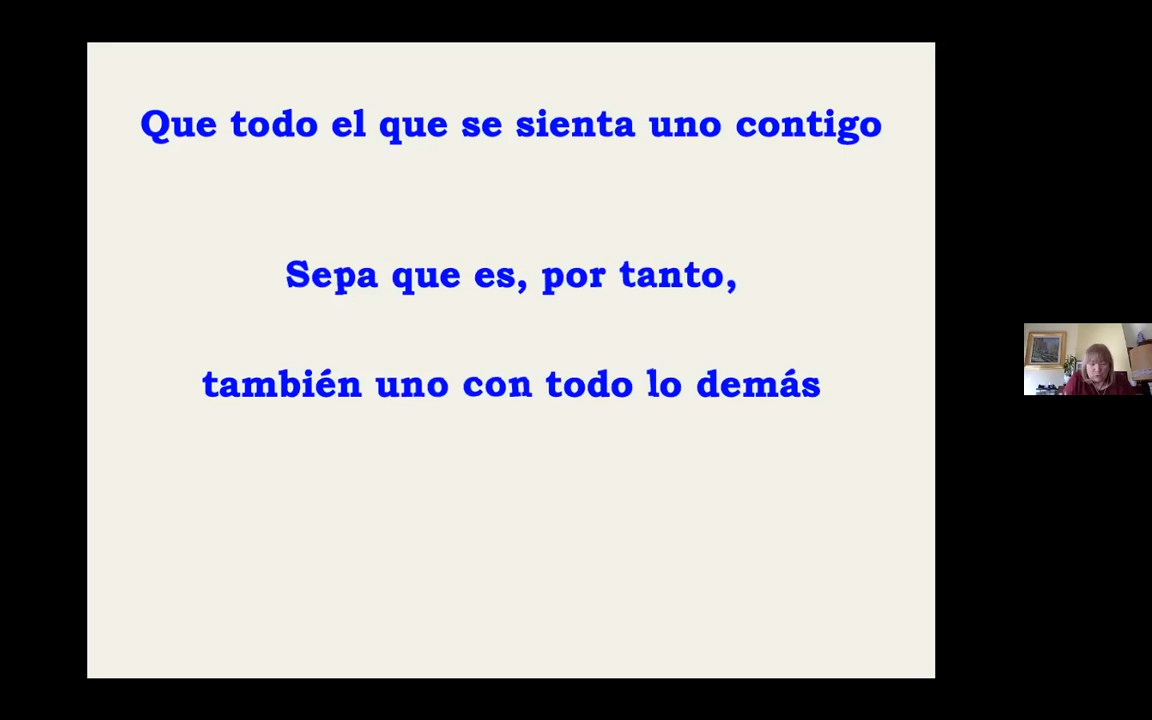 Que todo el que se sienta uno contigo
Sepa que es, por tanto,
también uno con todo lo demás